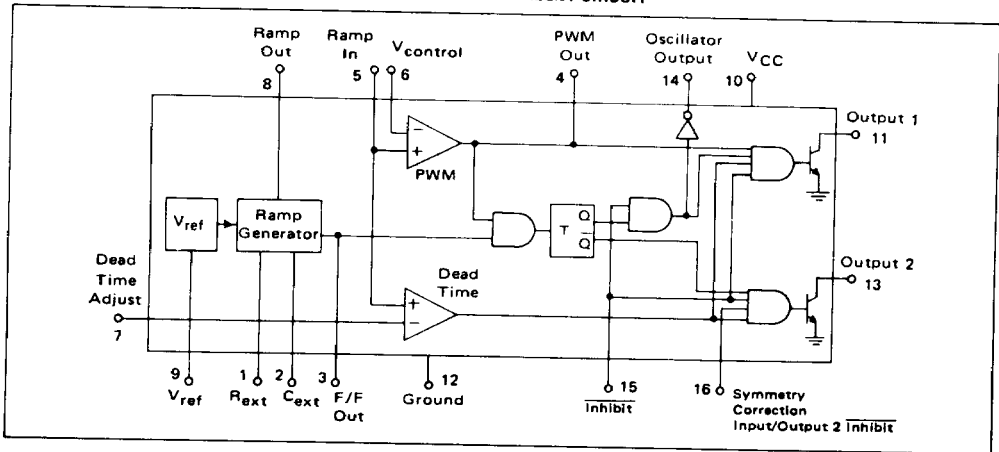 Ramp
Out
8
Ramp
In
5
Vcontrol
6
PWM
Out
4
Oscillator
Output
14
VCC
10
Output 1
11
PWM
Vref
Ramp
Generator
T
Q
Q
Dead
Time
Adjust
7
Dead
Time
Output 2
13
9
Vref
1
Rext
2
Cext
3
F/F
Out
12
Ground
15
Inhibit
16
Symmetry
Correction
Input/Output 2 Inhibit